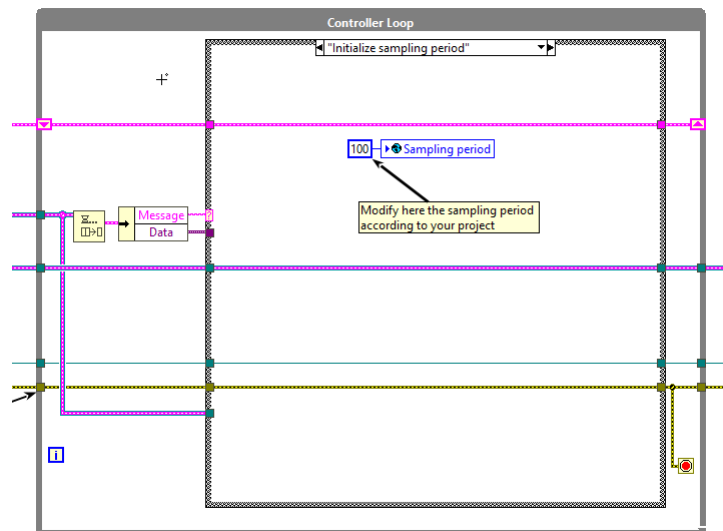 Controller Loop
"Initialize sampling period"
100
Sampling period
Modify here the sampling period
according to your project
Message
Data
i